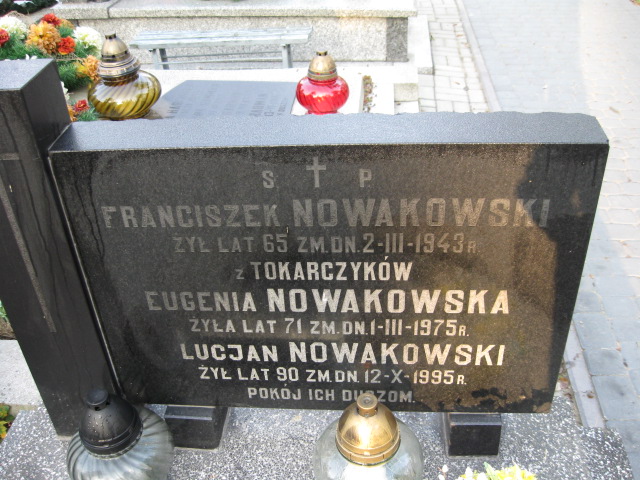 S † P
FRANCISZEK NOWAKOWSKI
ŻYŁ LAT 65 ZM.DN. 2-III-1943 R.
Z TOKARCZYKÓW
EUGENIA NOWAKOWSKA
ŻYŁA LAT 71 ZM.DN. 1-III-1975 R.
LUCJAN NOWAKOWSKI
ŻYŁ LAT 90 ZM.DN. 12-X-1995 R.
POKÓJ ICH DUSZOM.